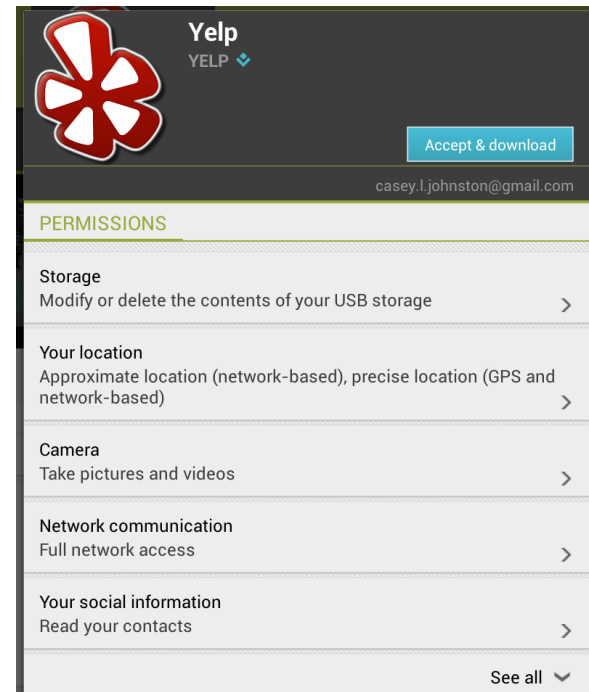 Yelp
YELP
Accept & download
casey.l.johnston@gmail.com
PERMISSIONS
Storage
Modify or delete the contents of your USB storage
Your location
Approximate location (network-based), precise location (GPS and
network-based)
Camera
Take pictures and videos
Network communication
Full network access
Your social information
Read your contacts
See all